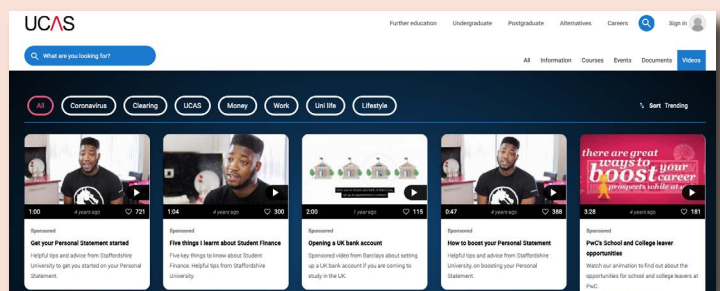 UCAS
Further education Undergraduate Postgraduate Alternatives Careers Sign in
What are you looking for?
All Information Courses Events Documents Videos
All Coronavirus Clearing UCAS Money Work Uni life Lifestyle
Sort Trending
there are great
ways to
boost your
career
prospects while at
1:00 4 years ago 721
1:04 4 years ago 300
2:00 1 year ago 115
0:47 4 years ago 388
3:28 4 years ago 181
Sponsored
Get your Personal Statement started
Helpful tips and advice from Staffordshire
University to get you started on your Personal
Statement.
Sponsored
Five things I learnt about Student Finance
Five key things to know about Student
Finance. Helpful tips from Staffordshire
University.
Sponsored
Opening a UK bank account
Sponsored video from Barclays about setting
up a UK bank account if you are coming to
study in the UK.
Sponsored
How to boost your Personal Statement
Helpful tips and advice from Staffordshire
University, on boosting your Personal
Statement.
Sponsored
PwC's School and College leaver
opportunities
Watch our animation to find out about the
opportunities for school and college leavers at
PwC.